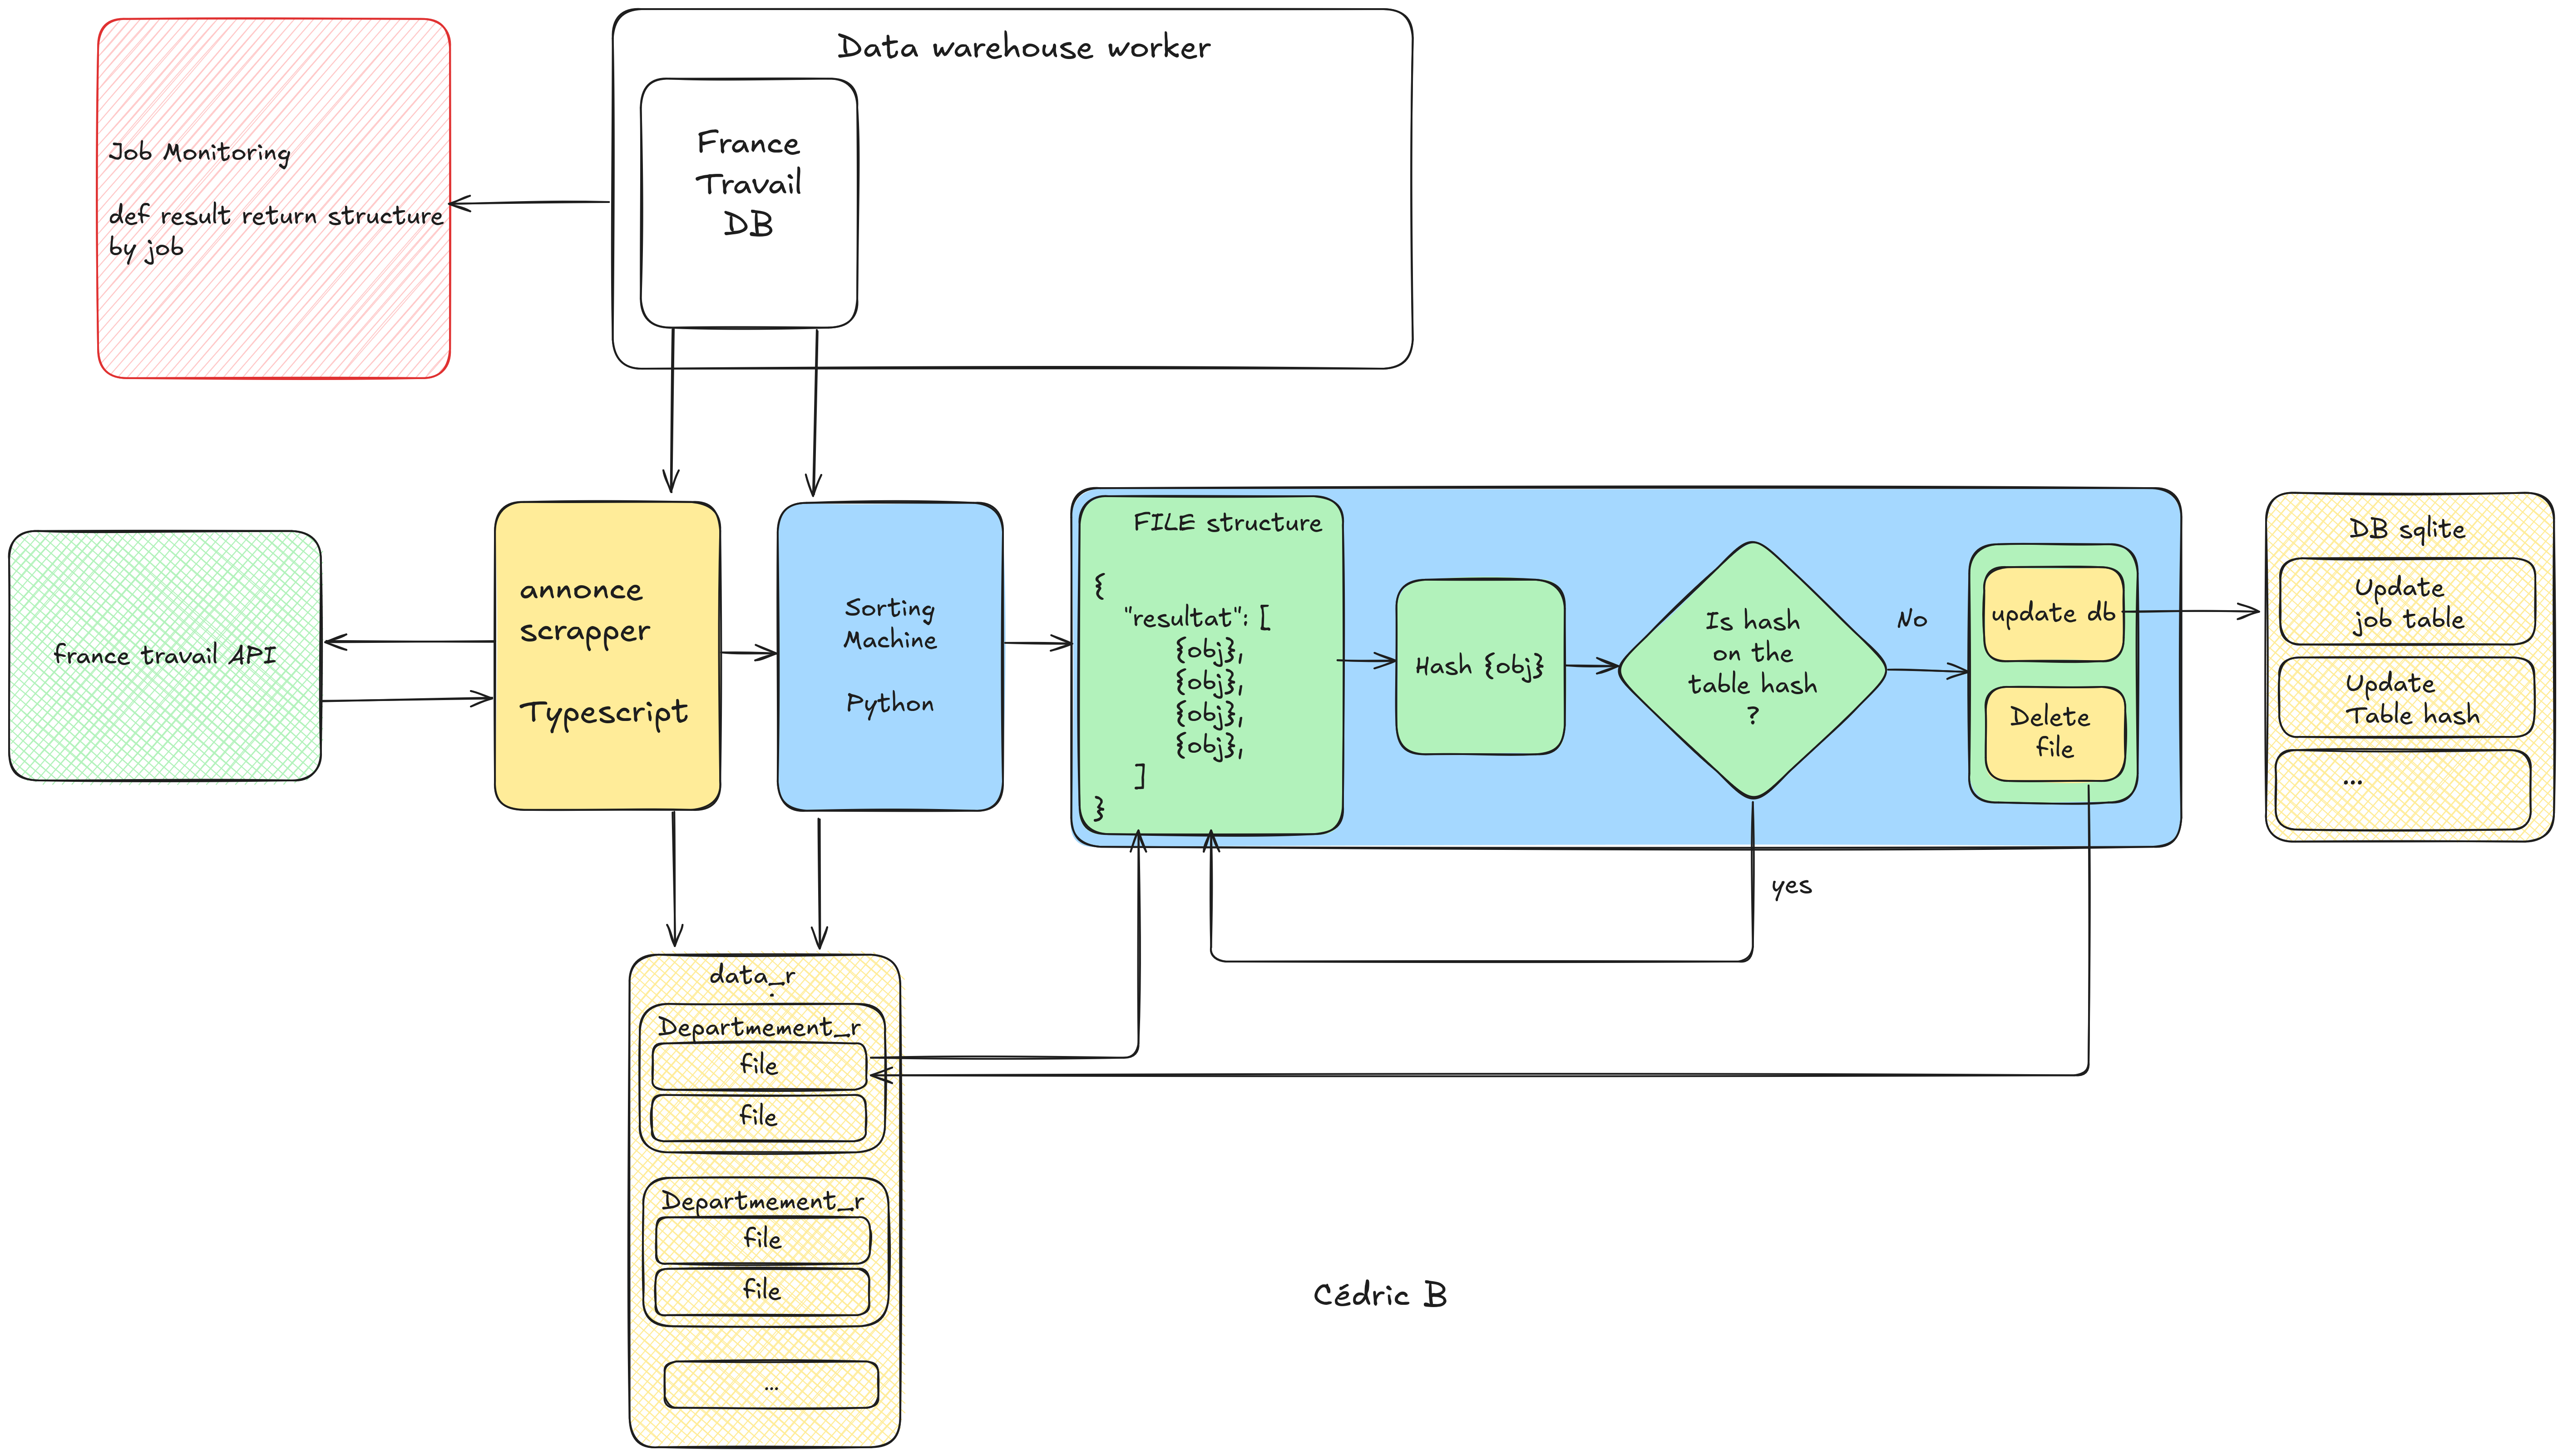 Data warehouse worker
France
Travail
DB
Job Monitoring
def result return structure
by job
france travail API
annonce
scrapper
Typescript
Sorting
Machine
Python
FILE structure
{
"resultat": [
{obj},
{obj},
{obj},
{obj},
]
}
Hash {obj}
Is hash
on the
table hash
?
No
yes
update db
Delete
file
DB sqlite
Update
job table
Update
Table hash
...
data_r
.
Departmement_r
file
file
Departmement_r
file
file
...
Cédric B